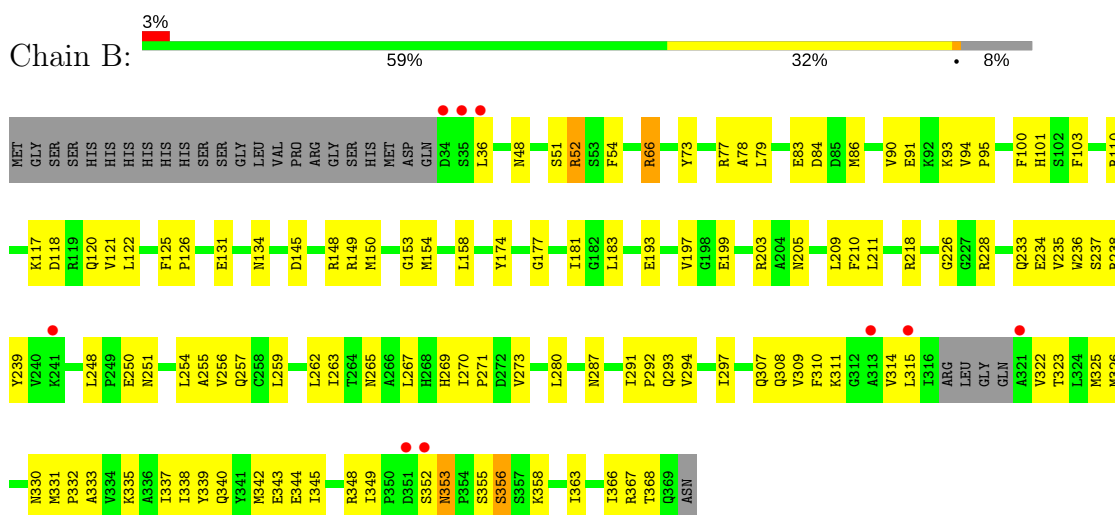 3%
Chain B:
59% 32% • 8%
MET GLY SER SER HIS HIS HIS HIS HIS HIS SER SER GLY LEU VAL PRO ARG GLY SER HIS MET ASP GLN D34 S35 L36 N48 S51 R52 S53 F54 R66 Y73 R77 A78 L79 E83 D84 D85 M86 V90 E91 K92 K93 V94 P95 F100 H101 S102 F103 R110
K117 D118 R119 Q120 V121 L122 F125 P126 E131 N134 D145 R148 R149 M150 G153 M154 L158 Y174 G177 I181 G182 L183 E193 V197 G198 E199 R203 A204 N205 L209 F210 L211 R218 G226 G227 R228 Q233 E234 V235 W236 S237
Y239 V240 K241 L248 P249 E250 N251 L254 A255 V256 Q257 C258 L259 L262 I263 T264 N265 A266 L267 H268 H269 I270 P271 D272 V273 L280 N287 I291 P292 Q293 V294 I297 Q307 Q308 V309 F310 K311 G312 A313 V314 L315 I316 ARG LEU GLY GLN A321 V322 T323 L324 M325 M326
N330 M331 P332 A333 V334 K335 A336 I337 I338 Y339 Q340 Y341 M342 E343 E344 I345 R348 I349 P350 D351 S352 N353 P354 S355 S356 S357 K358 I363 I366 R367 T368 Q369 ASN